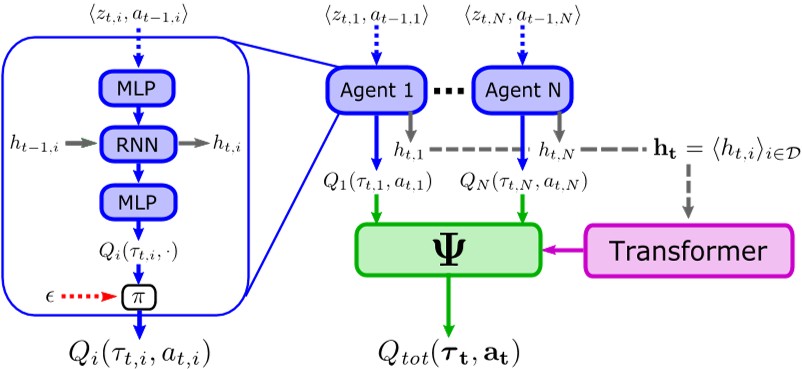 ⟨z_{t,i}, a_{t−1,i}⟩
MLP
h_{t−1,i}
RNN
h_{t,i}
MLP
Q_i(τ_{t,i}, ·)
ϵ
π
Q_i(τ_{t,i}, a_{t,i})
⟨z_{t,1}, a_{t−1,1}⟩
⟨z_{t,N}, a_{t−1,N}⟩
Agent 1
Agent N
h_{t,1}
h_{t,N}
𝐡_𝐭 = ⟨h_{t,i}⟩_{i∈𝒟}
Q_1(τ_{t,1}, a_{t,1})
Q_N(τ_{t,N}, a_{t,N})
Ψ
Transformer
Q_{tot}(𝛕_𝐭, 𝐚_𝐭)